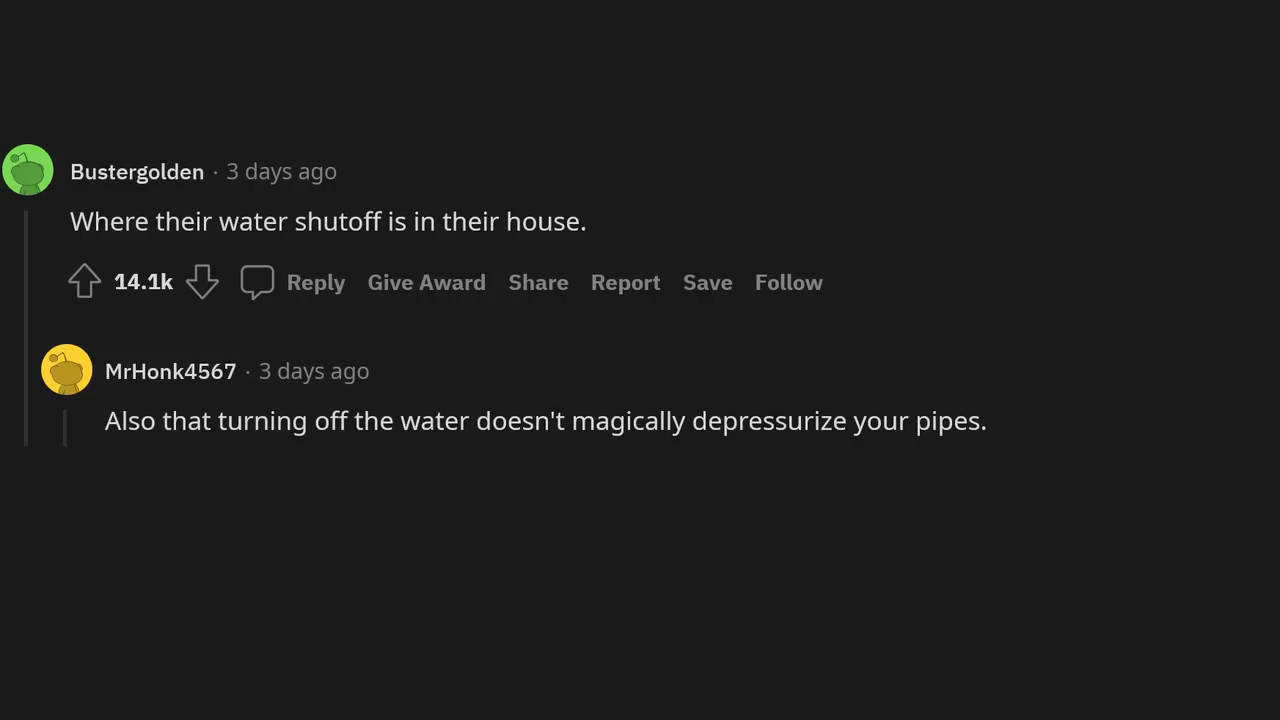 Bustergolden · 3 days ago
Where their water shutoff is in their house.
14.1k Reply Give Award Share Report Save Follow
MrHonk4567 · 3 days ago
Also that turning off the water doesn't magically depressurize your pipes.